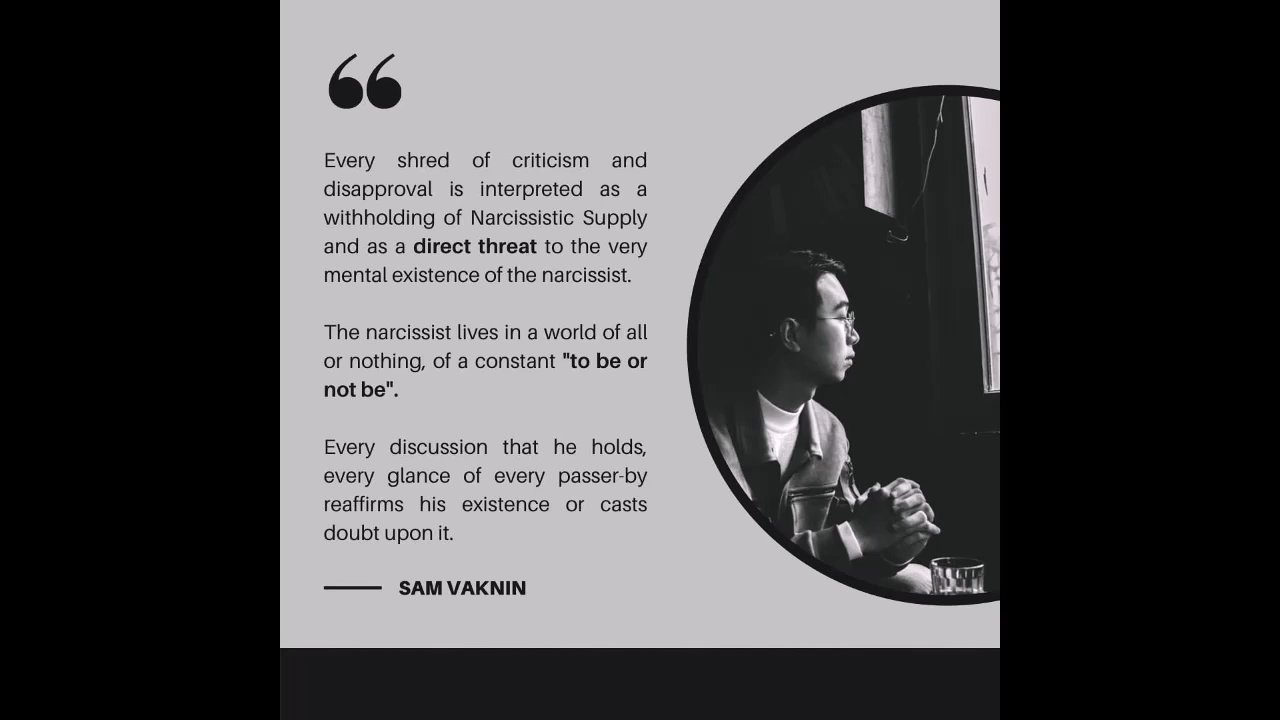 ❝
Every shred of criticism and
disapproval is interpreted as a
withholding of Narcissistic Supply
and as a direct threat to the very
mental existence of the narcissist.
The narcissist lives in a world of all
or nothing, of a constant "to be or
not be".
Every discussion that he holds,
every glance of every passer-by
reaffirms his existence or casts
doubt upon it.
SAM VAKNIN